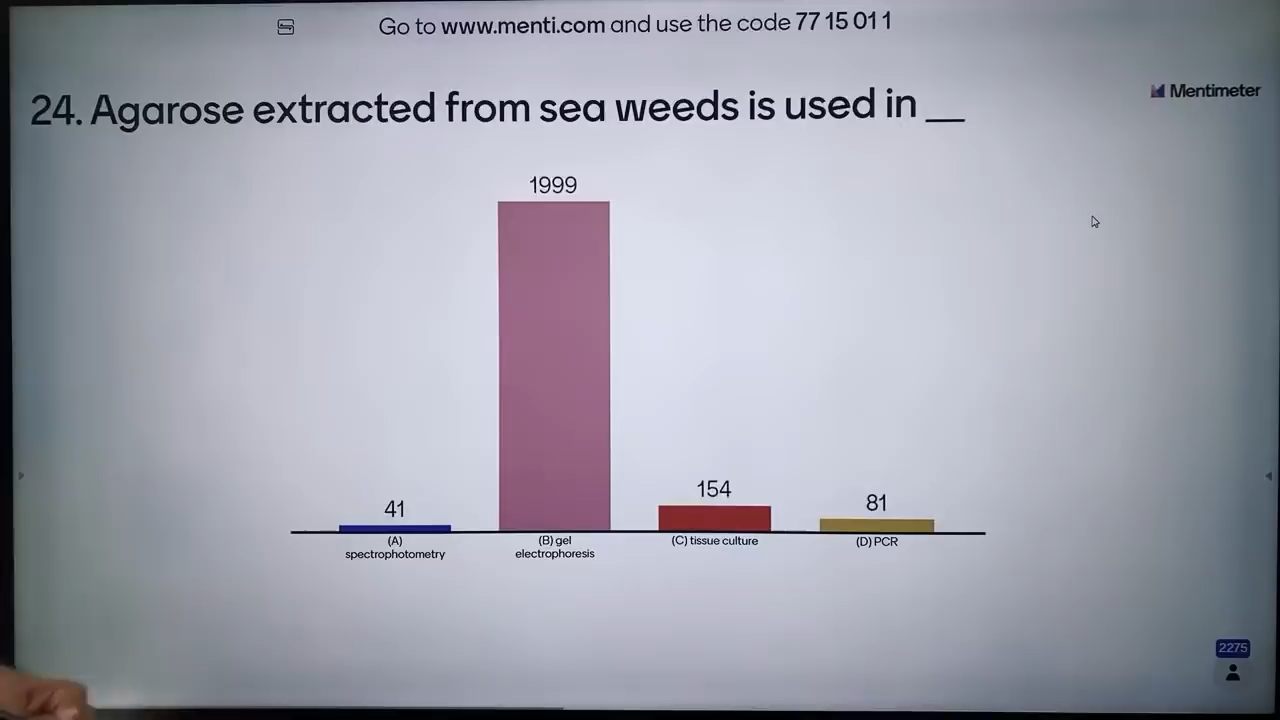 Go to www.menti.com and use the code 77 15 01 1
Mentimeter
24. Agarose extracted from sea weeds is used in __
1999
154
81
41
(A)
spectrophotometry
(B) gel
electrophoresis
(C) tissue culture
(D) PCR
2275